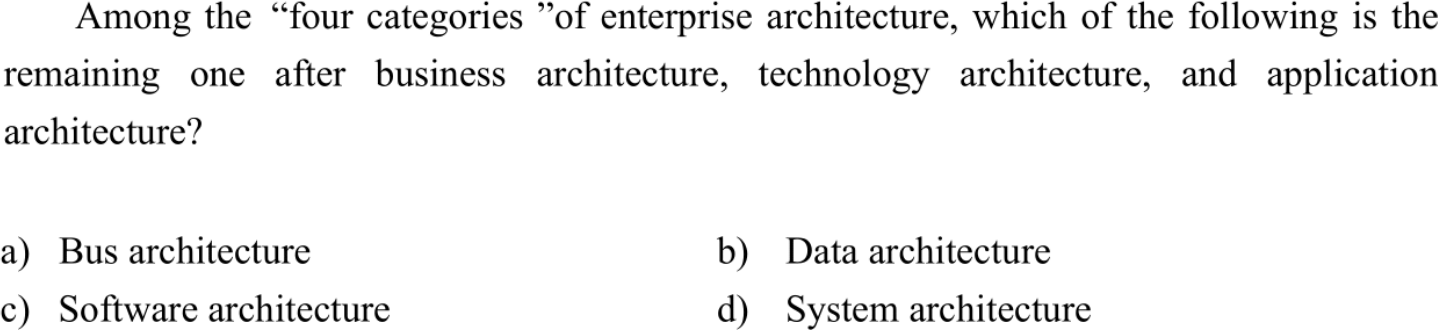 Among the “four categories ”of enterprise architecture, which of the following is the
remaining one after business architecture, technology architecture, and application
architecture?
a) Bus architecture b) Data architecture
c) Software architecture d) System architecture